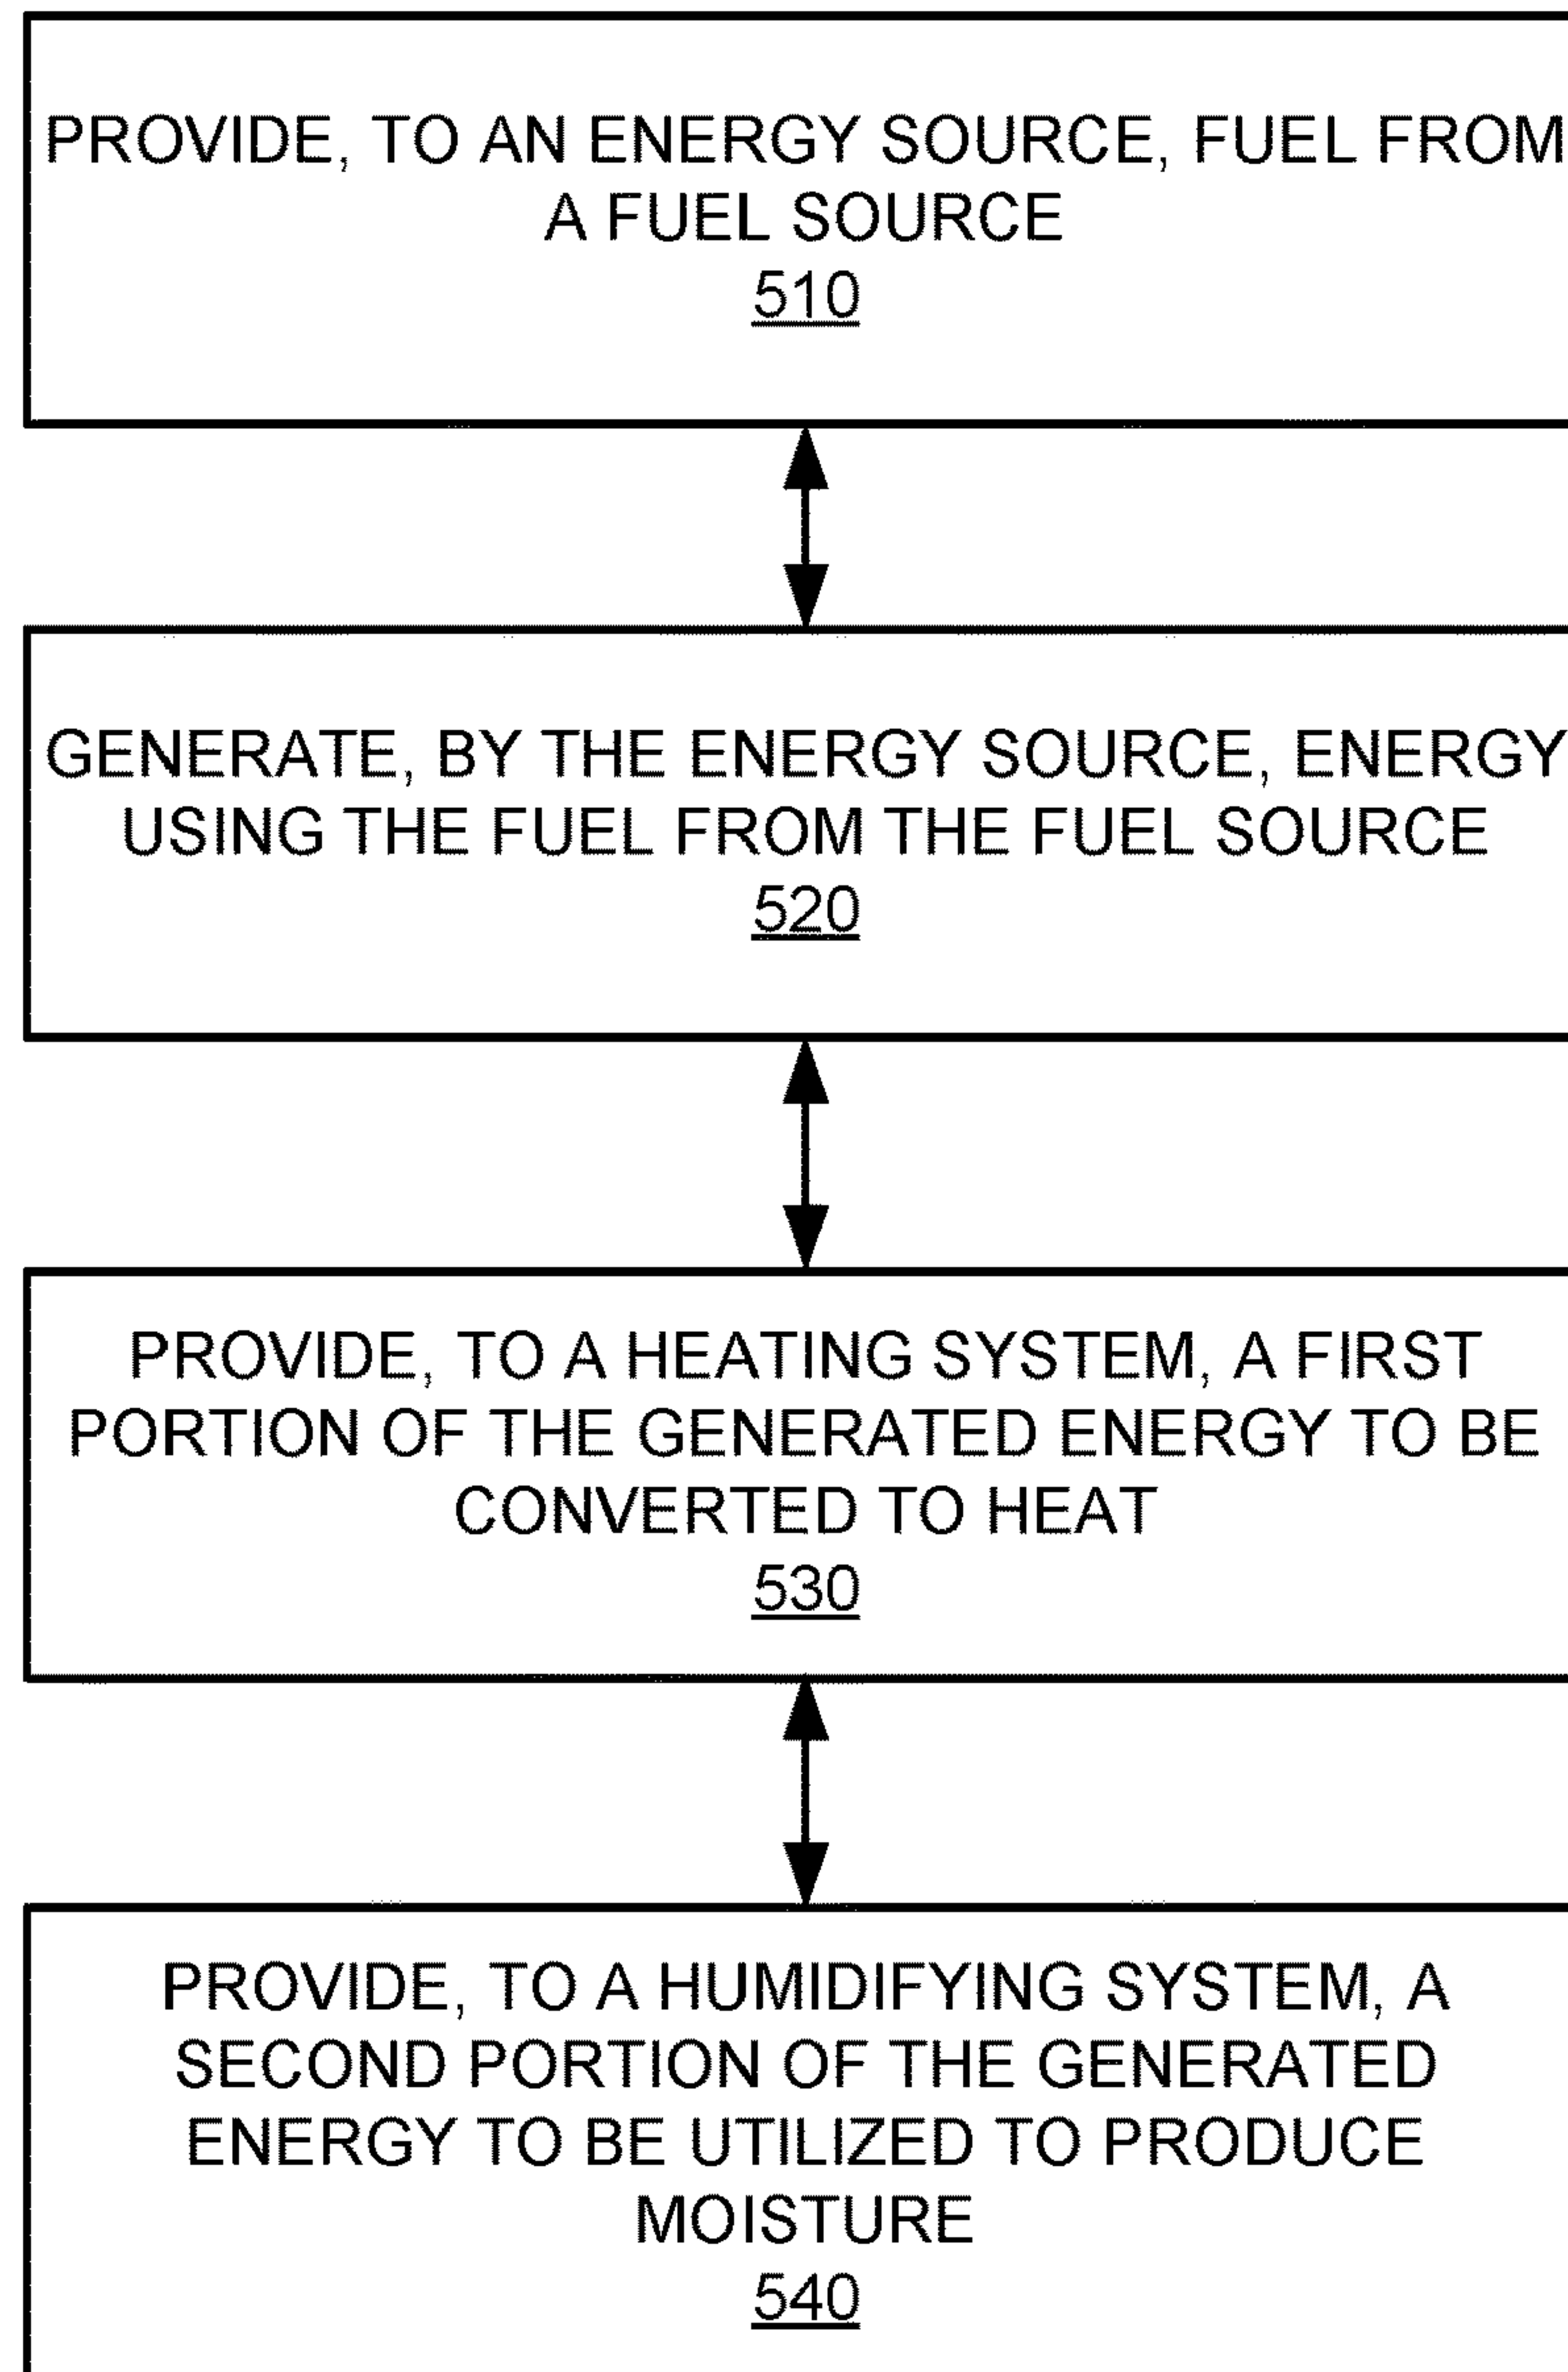 PROVIDE, TO AN ENERGY SOURCE, FUEL FROM
A FUEL SOURCE
510
GENERATE, BY THE ENERGY SOURCE, ENERGY
USING THE FUEL FROM THE FUEL SOURCE
520
PROVIDE, TO A HEATING SYSTEM, A FIRST
PORTION OF THE GENERATED ENERGY TO BE
CONVERTED TO HEAT
530
PROVIDE, TO A HUMIDIFYING SYSTEM, A
SECOND PORTION OF THE GENERATED
ENERGY TO BE UTILIZED TO PRODUCE
MOISTURE
540